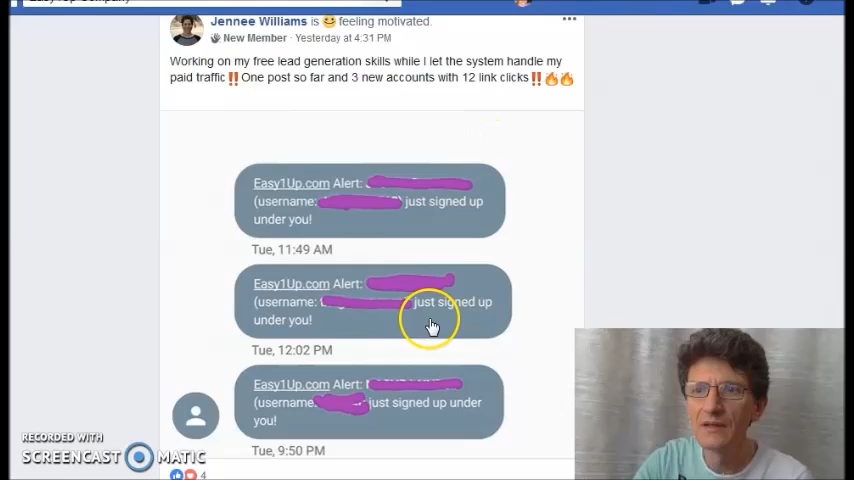 Easy1Up Company
Jennee Williams is feeling motivated.
New Member · Yesterday at 4:31 PM
Working on my free lead generation skills while I let the system handle my
paid traffic‼️One post so far and 3 new accounts with 12 link clicks‼️🔥🔥
Easy1Up.com Alert:
(username: just signed up
under you!
Tue, 11:49 AM
Easy1Up.com Alert:
(username: just signed up
under you!
Tue, 12:02 PM
Easy1Up.com Alert:
(username: just signed up under
you!
Tue, 9:50 PM
4
RECORDED WITH
SCREENCAST MATIC